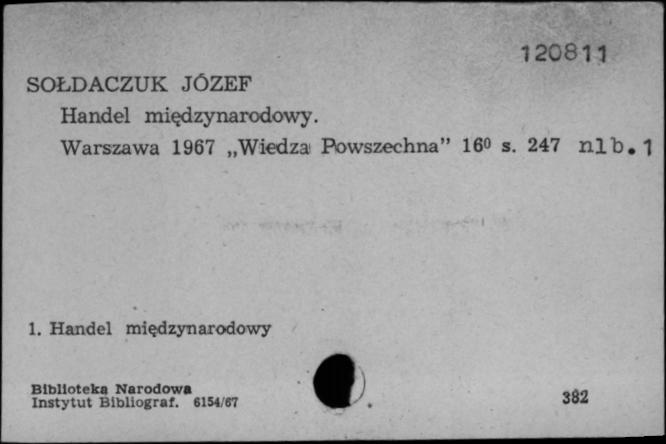 120811
SOŁDACZUK JÓZEF
Handel międzynarodowy.
Warszawa 1967 „Wiedza Powszechna” 16⁰ s. 247 nlb. 1
1. Handel międzynarodowy
Biblioteka Narodowa
Instytut Bibliograf. 6154/67
382